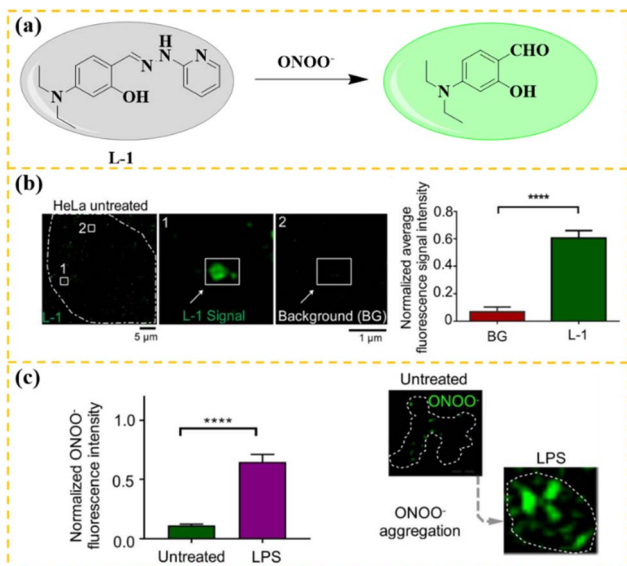 (a)
H
N
N
N
OH
N
L-1
ONOO⁻
CHO
OH
N
(b)
HeLa untreated
2
1
L-1
5 µm
1
L-1 Signal
2
Background (BG)
1 µm
Normalized average
fluorescence signal intensity
0.8
0.6
0.4
0.2
0.0
****
BG
L-1
(c)
Normalized ONOO⁻
fluorescence intensity
1.0
0.5
0.0
****
Untreated
LPS
Untreated
ONOO⁻
LPS
ONOO⁻
aggregation